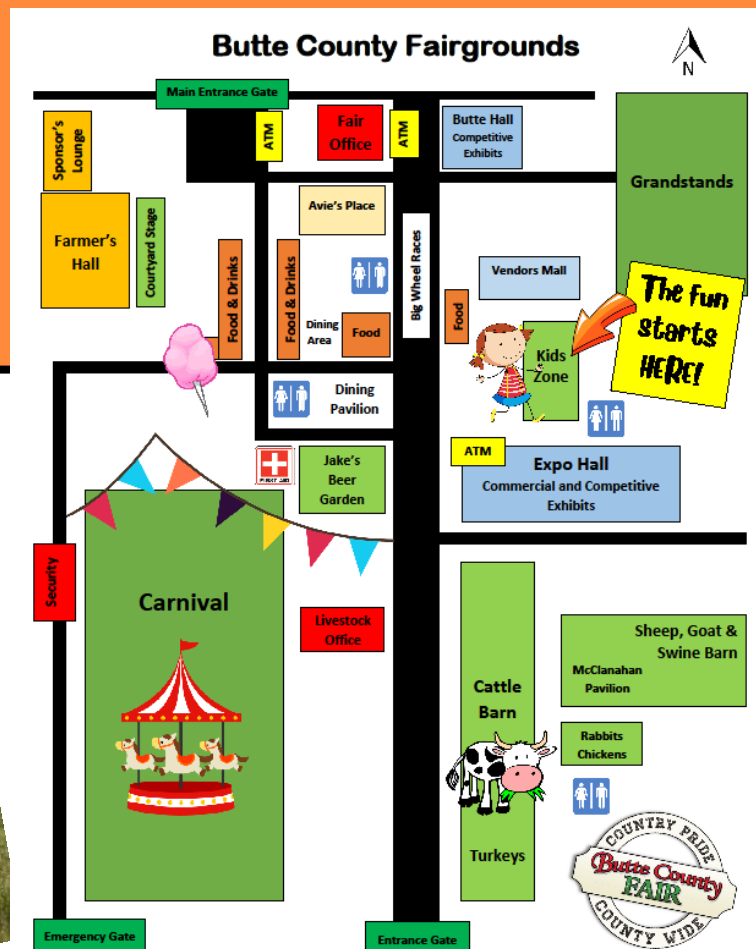 Butte County Fairgrounds
N
Main Entrance Gate
Sponsor's
Lounge
ATM
Fair
Office
ATM
Butte Hall
Competitive
Exhibits
Grandstands
Farmer's
Hall
Courtyard Stage
Avie's Place
Food & Drinks
Food & Drinks
Big Wheel Races
Vendors Mall
Dining
Area
Food
Food
Kids
Zone
The fun
starts
HERE!
Dining
Pavilion
FIRST AID
Jake's
Beer
Garden
ATM
Expo Hall
Commercial and Competitive
Exhibits
Security
Carnival
Livestock
Office
Cattle
Barn
Sheep, Goat &
Swine Barn
McClanahan
Pavilion
Rabbits
Chickens
Turkeys
COUNTRY PRIDE
Butte County
FAIR
COUNTY WIDE
Emergency Gate
Entrance Gate